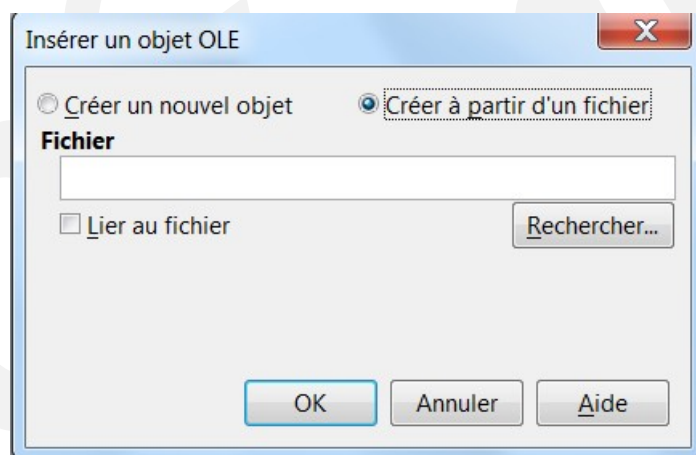 Insérer un objet OLE
Créer un nouvel objet Créer à partir d'un fichier
Fichier
Lier au fichier Rechercher...
OK Annuler Aide